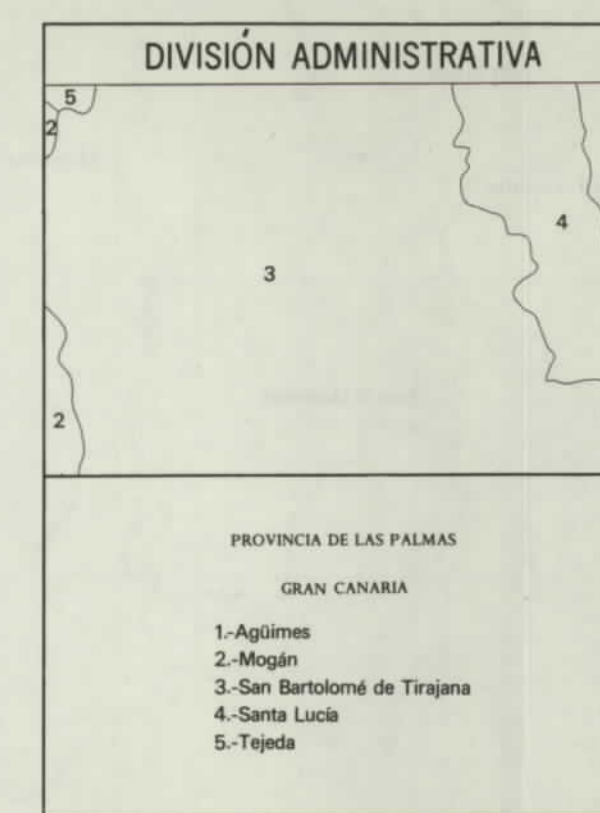 DIVISIÓN ADMINISTRATIVA
5
2
4
3
2
PROVINCIA DE LAS PALMAS
GRAN CANARIA
1.-Agüimes
2.-Mogán
3.-San Bartolomé de Tirajana
4.-Santa Lucía
5.-Tejeda